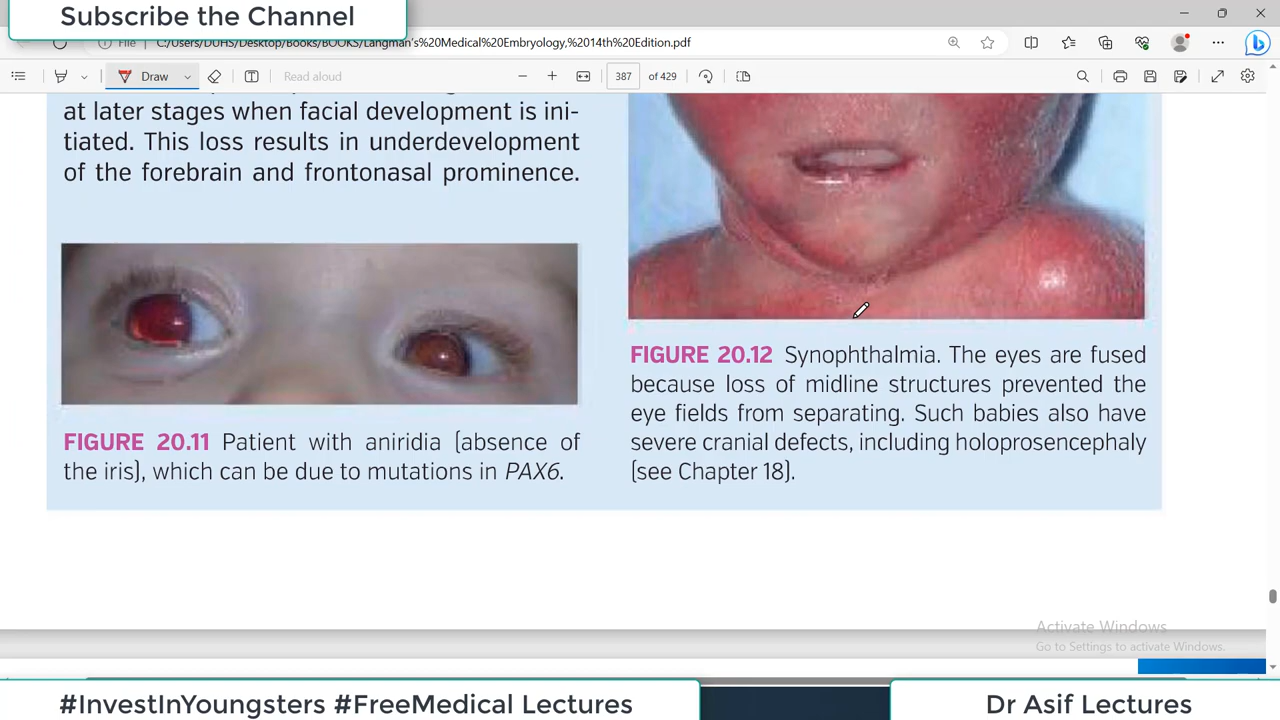 Subscribe the Channel
File
C:/Users/DUHS/Desktop/Books/BOOKS/Langman's%20Medical%20Embryology,%2014th%20Edition.pdf
Draw
Read aloud
387
of 429
at later stages when facial development is ini-
tiated. This loss results in underdevelopment
of the forebrain and frontonasal prominence.
FIGURE 20.11 Patient with aniridia (absence of
the iris), which can be due to mutations in PAX6.
FIGURE 20.12 Synophthalmia. The eyes are fused
because loss of midline structures prevented the
eye fields from separating. Such babies also have
severe cranial defects, including holoprosencephaly
(see Chapter 18).
Activate Windows
Go to Settings to activate Windows.
#InvestInYoungsters #FreeMedical Lectures
Dr Asif Lectures